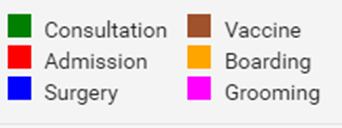 Consultation Vaccine
Admission Boarding
Surgery Grooming